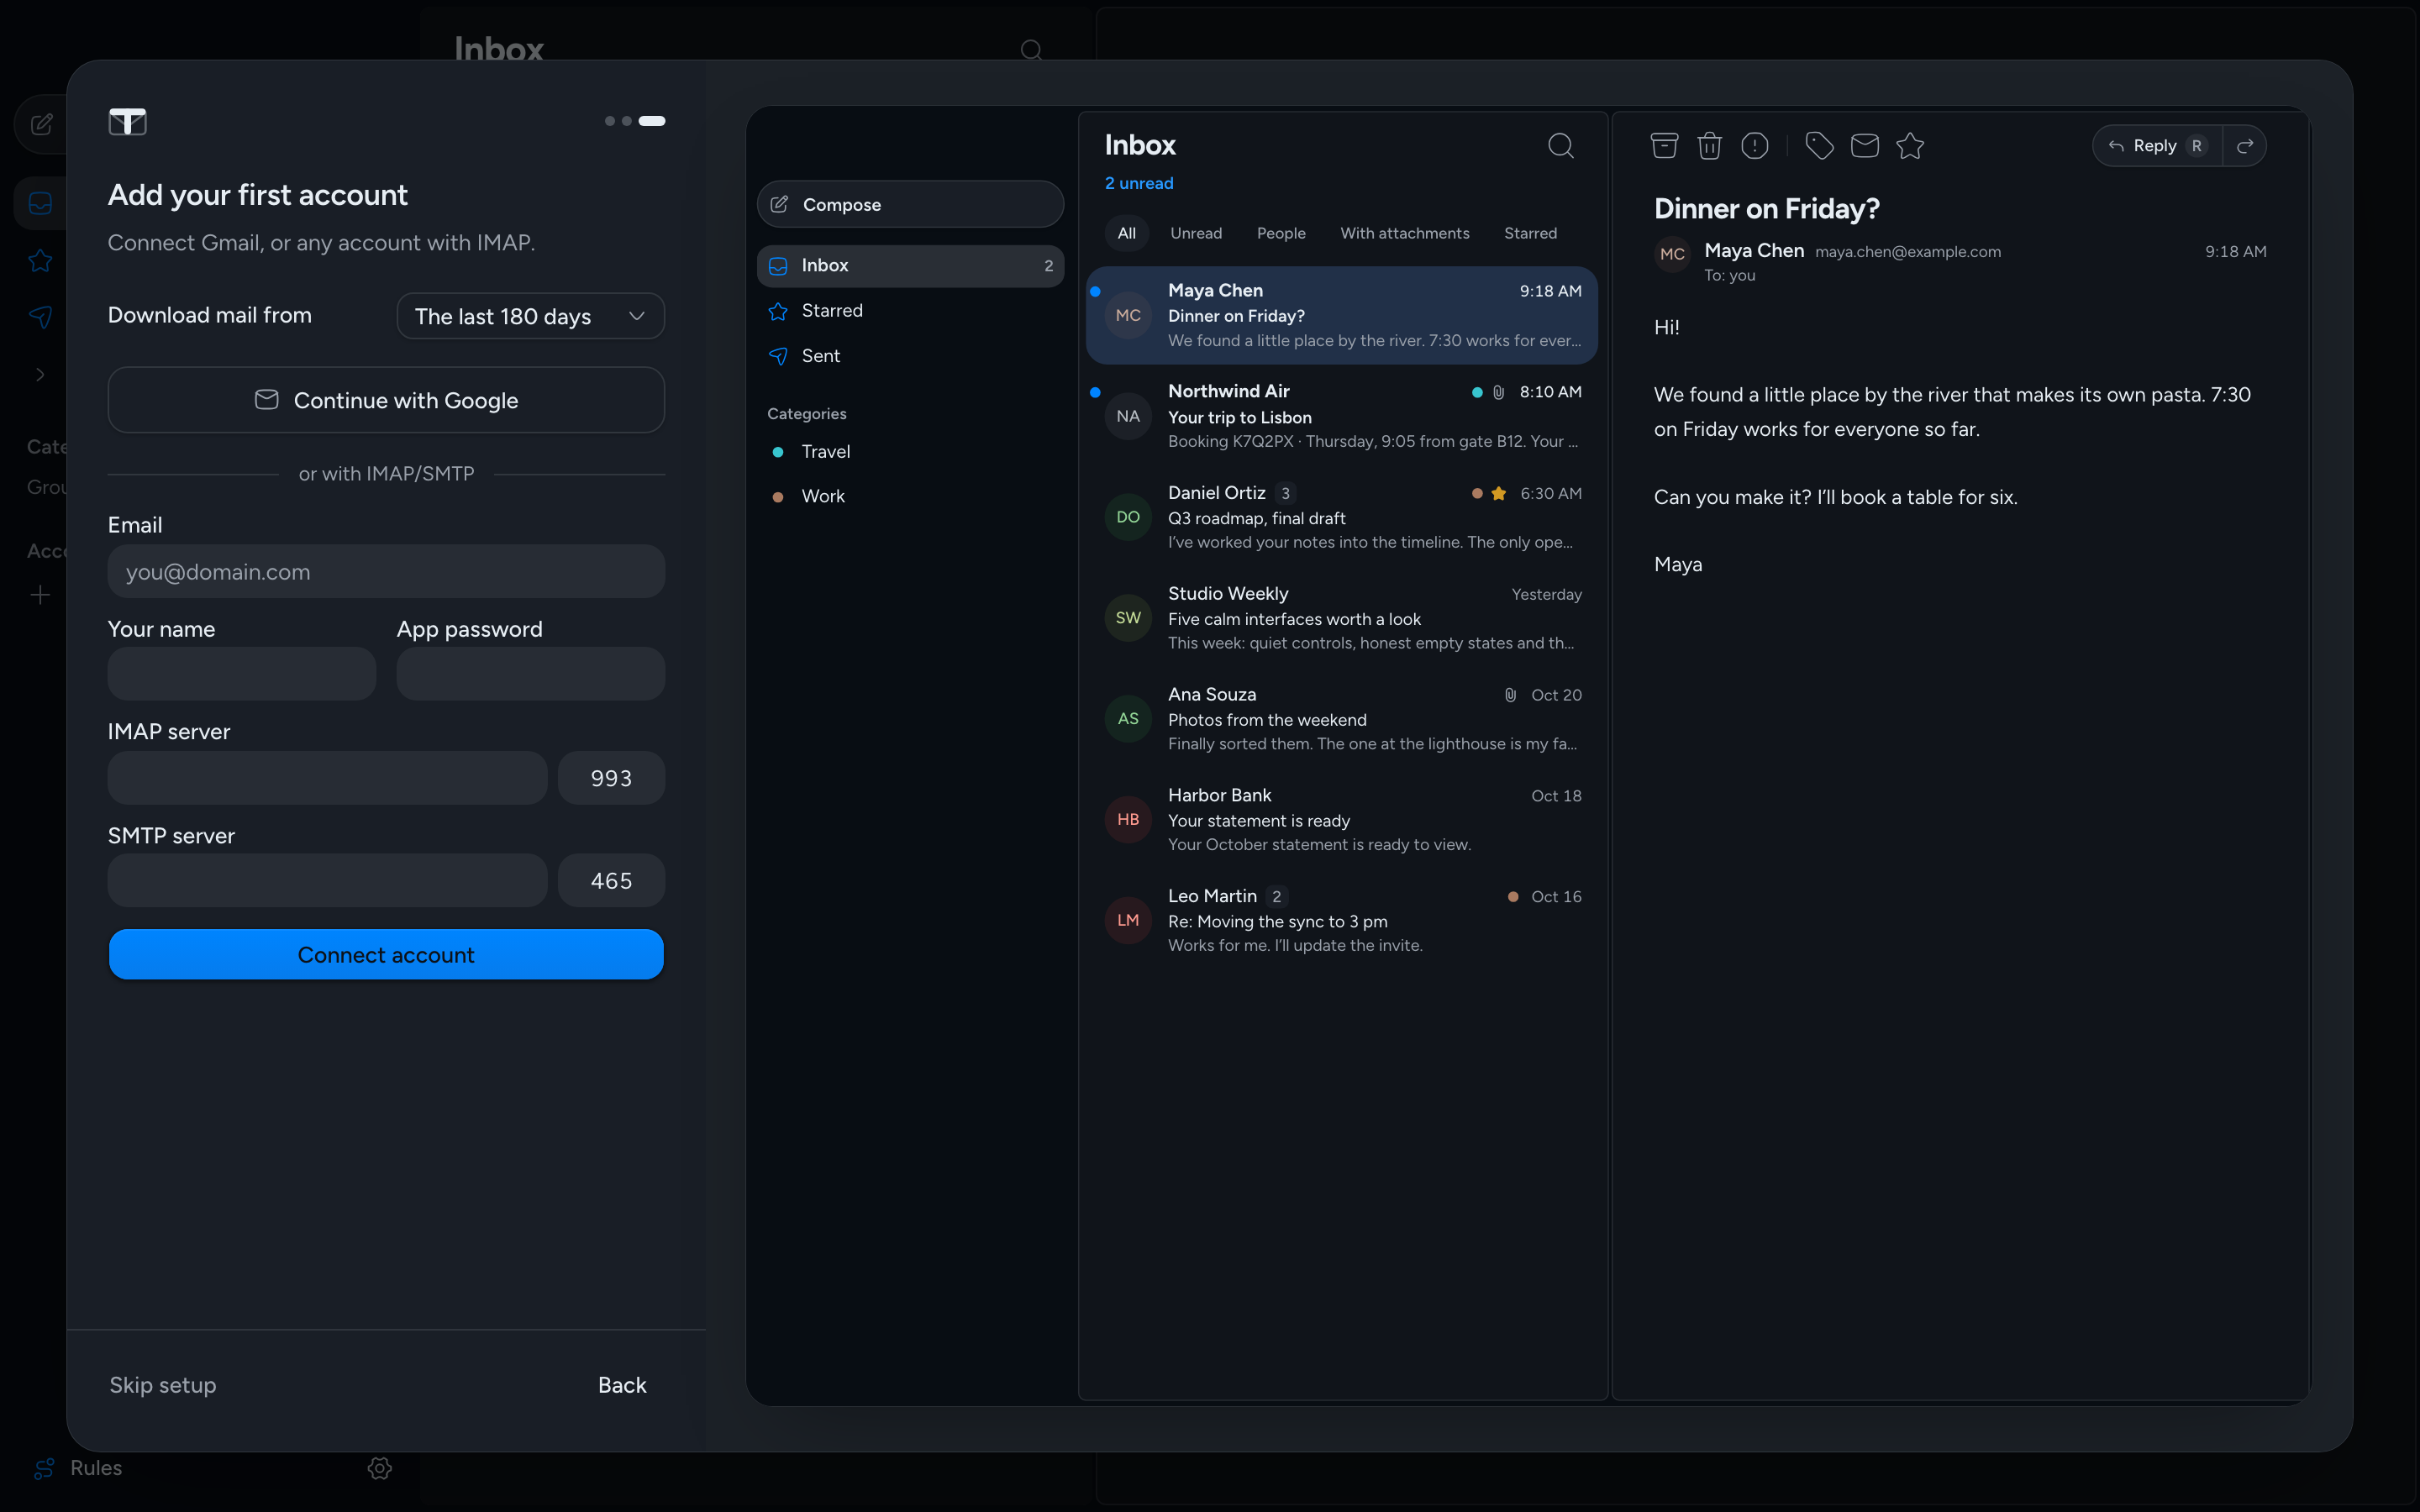 Inbox
Add your first account
Connect Gmail, or any account with IMAP.
Download mail from
The last 180 days
Continue with Google
or with IMAP/SMTP
Email
you@domain.com
Your name
App password
IMAP server
993
SMTP server
465
Connect account
Skip setup
Back
Rules
Compose
Inbox 2
Starred
Sent
Categories
Travel
Work
Inbox
2 unread
All Unread People With attachments Starred
MC
Maya Chen 9:18 AM
Dinner on Friday?
We found a little place by the river. 7:30 works for ever...
NA
Northwind Air 8:10 AM
Your trip to Lisbon
Booking K7Q2PX · Thursday, 9:05 from gate B12. Your ...
DO
Daniel Ortiz 3 6:30 AM
Q3 roadmap, final draft
I’ve worked your notes into the timeline. The only ope...
SW
Studio Weekly Yesterday
Five calm interfaces worth a look
This week: quiet controls, honest empty states and th...
AS
Ana Souza Oct 20
Photos from the weekend
Finally sorted them. The one at the lighthouse is my fa...
HB
Harbor Bank Oct 18
Your statement is ready
Your October statement is ready to view.
LM
Leo Martin 2 Oct 16
Re: Moving the sync to 3 pm
Works for me. I’ll update the invite.
Reply R
Dinner on Friday?
MC
Maya Chen maya.chen@example.com 9:18 AM
To: you
Hi!
We found a little place by the river that makes its own pasta. 7:30
on Friday works for everyone so far.
Can you make it? I’ll book a table for six.
Maya